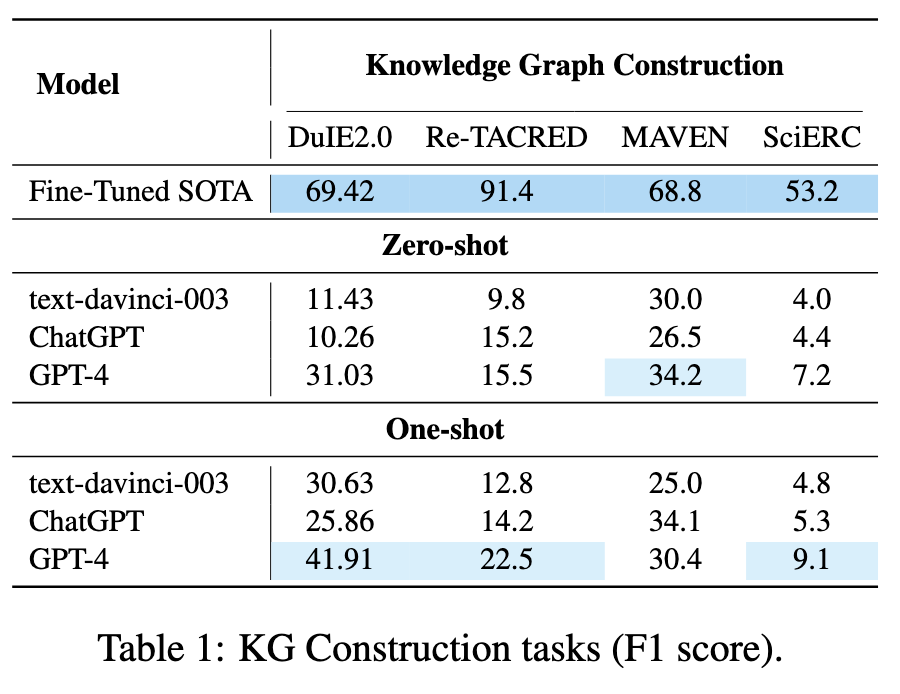 Model
Knowledge Graph Construction
DuIE2.0 Re-TACRED MAVEN SciERC
Fine-Tuned SOTA 69.42 91.4 68.8 53.2
Zero-shot
text-davinci-003 11.43 9.8 30.0 4.0
ChatGPT 10.26 15.2 26.5 4.4
GPT-4 31.03 15.5 34.2 7.2
One-shot
text-davinci-003 30.63 12.8 25.0 4.8
ChatGPT 25.86 14.2 34.1 5.3
GPT-4 41.91 22.5 30.4 9.1
Table 1: KG Construction tasks (F1 score).